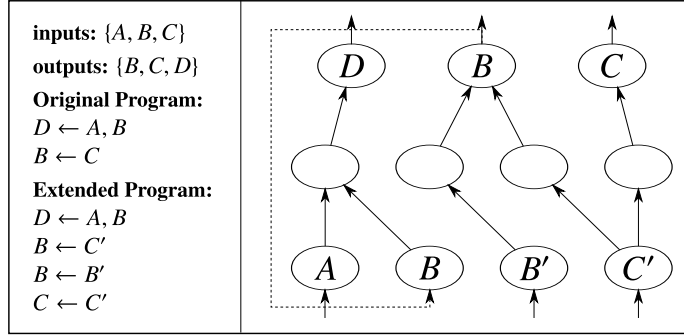 inputs: {A, B, C}
outputs: {B, C, D}
Original Program:
D ← A, B
B ← C
Extended Program:
D ← A, B
B ← C′
B ← B′
C ← C′
D B C
A B B′ C′